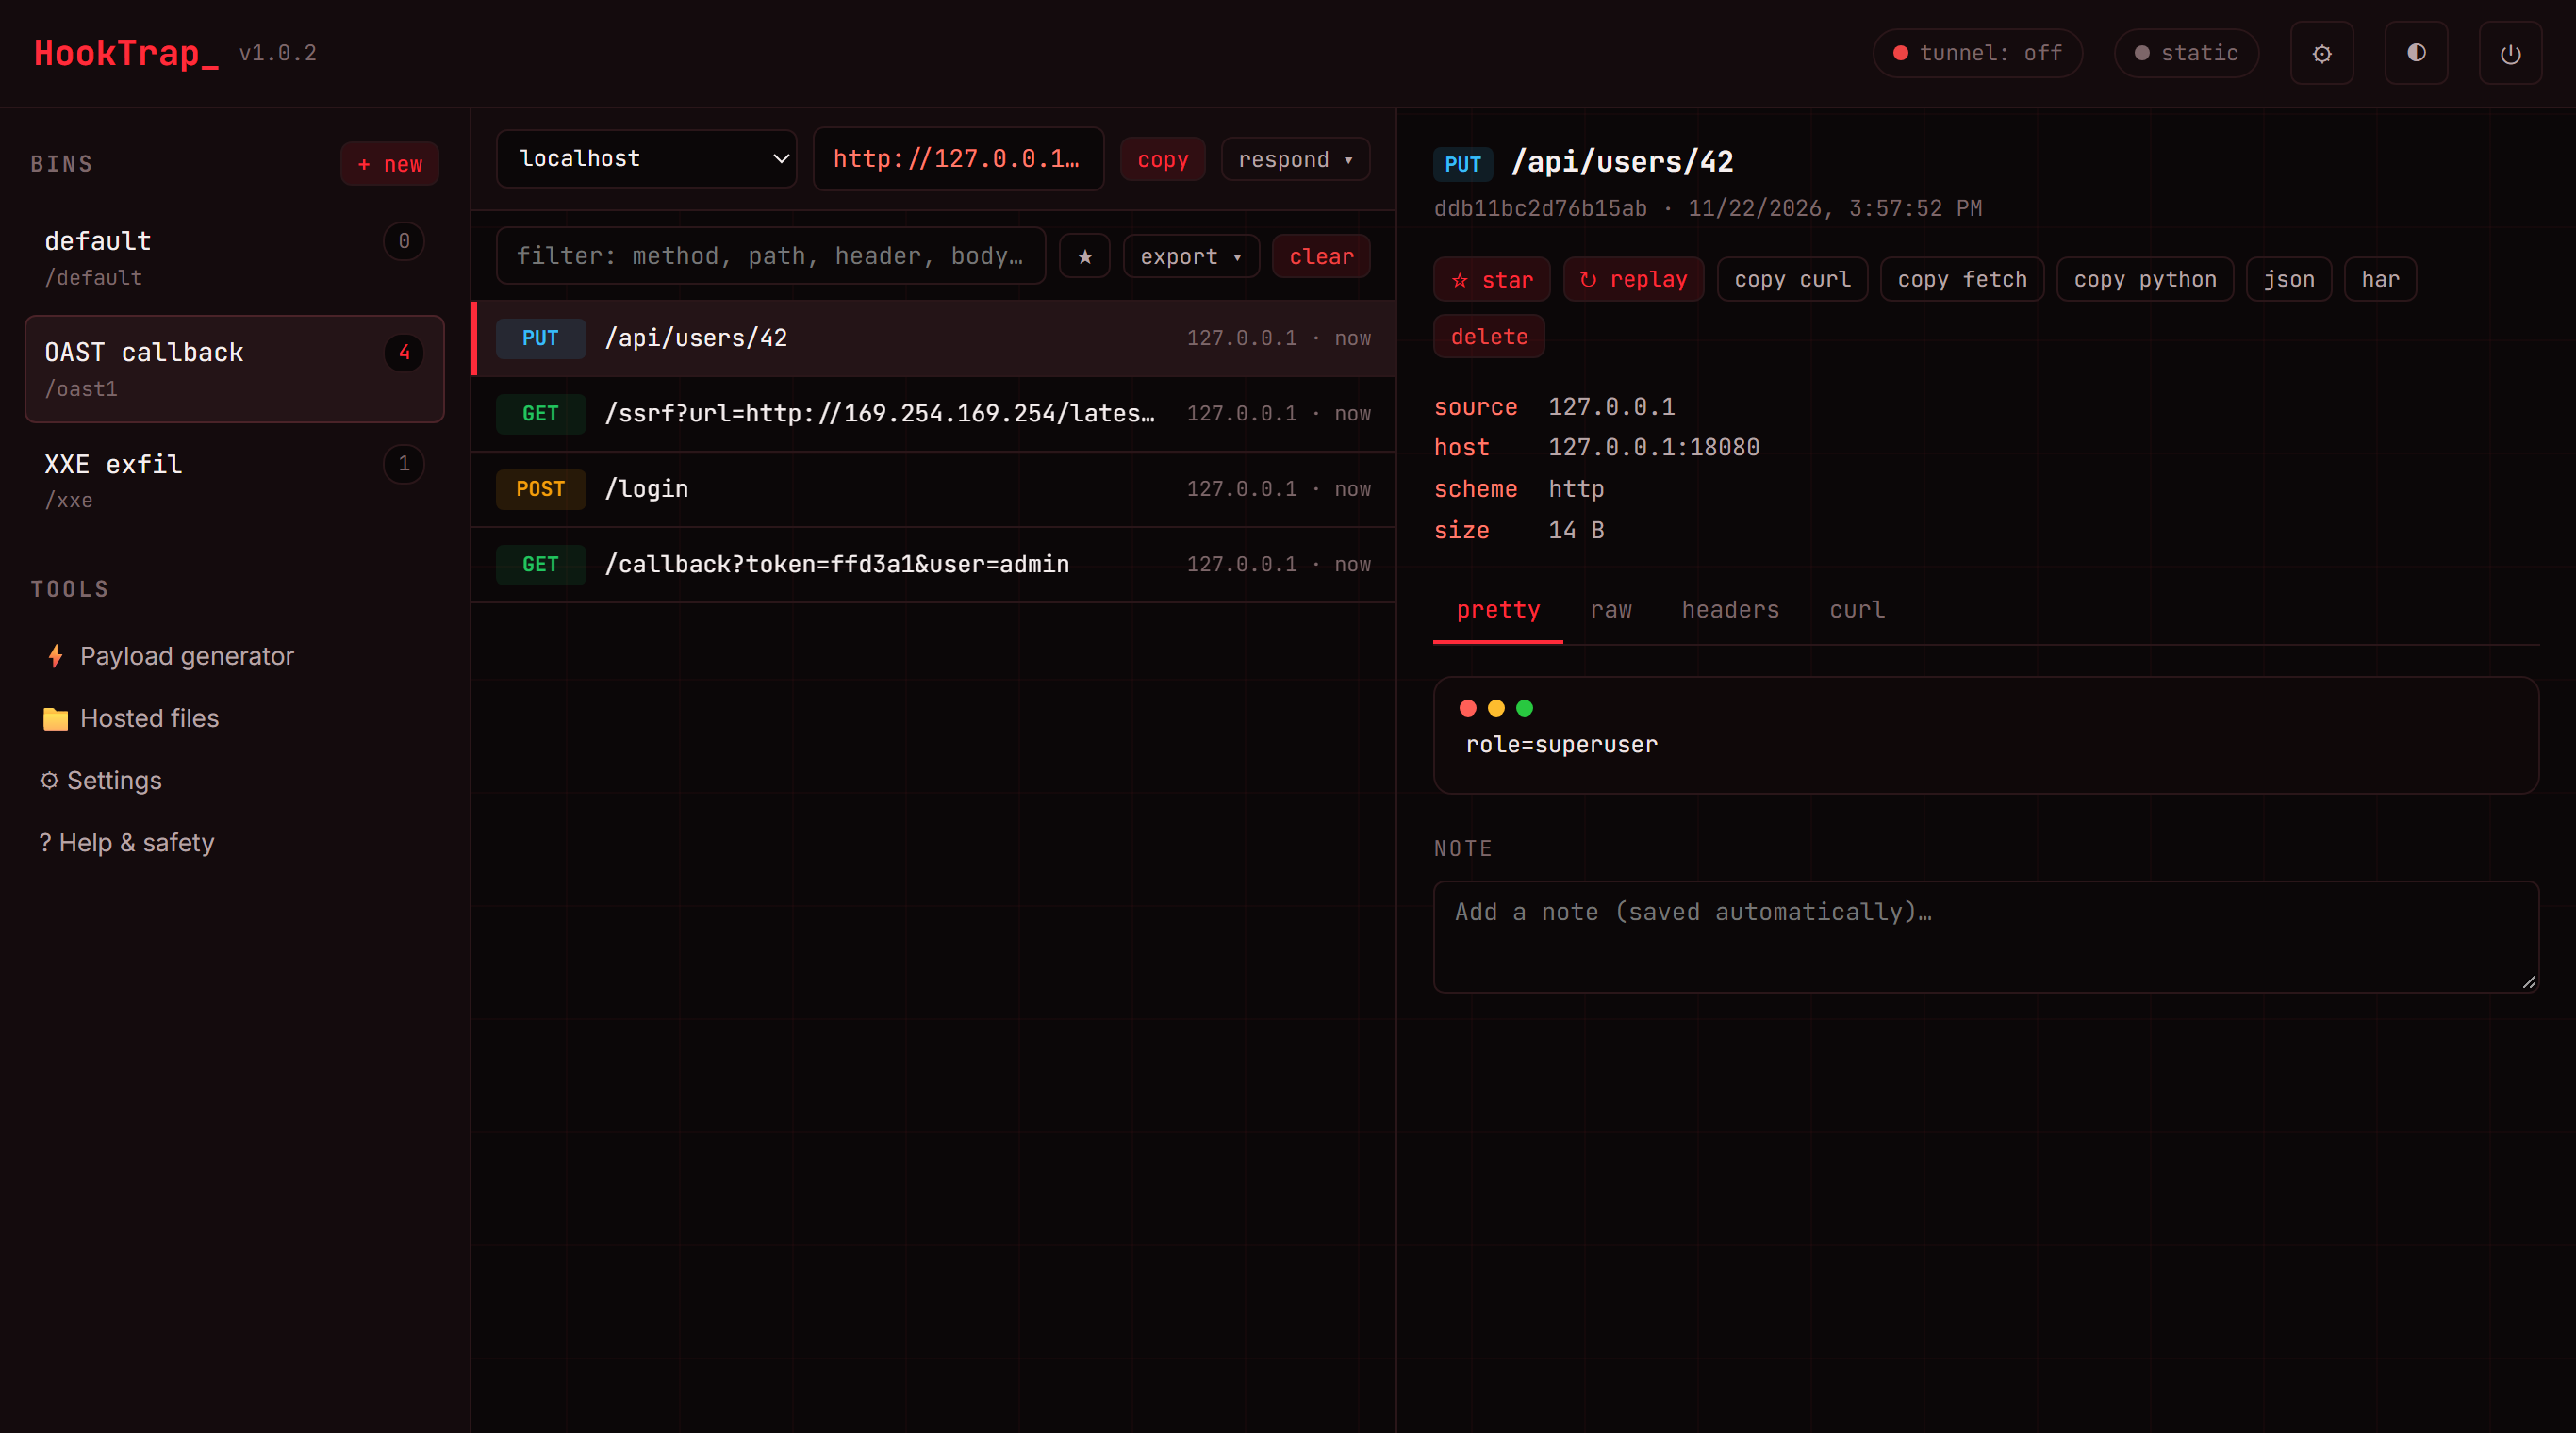 HookTrap_ v1.0.2
tunnel: off
static
BINS
+ new
default
0
/default
OAST callback
4
/oast1
XXE exfil
1
/xxe
TOOLS
Payload generator
Hosted files
Settings
? Help & safety
localhost
http://127.0.0.1…
copy
respond ▾
filter: method, path, header, body…
★
export ▾
clear
PUT /api/users/42 127.0.0.1 · now
GET /ssrf?url=http://169.254.169.254/lates… 127.0.0.1 · now
POST /login 127.0.0.1 · now
GET /callback?token=ffd3a1&user=admin 127.0.0.1 · now
PUT /api/users/42
ddb11bc2d76b15ab · 11/22/2026, 3:57:52 PM
☆ star
↻ replay
copy curl
copy fetch
copy python
json
har
delete
source 127.0.0.1
host 127.0.0.1:18080
scheme http
size 14 B
pretty raw headers curl
role=superuser
NOTE
Add a note (saved automatically)…